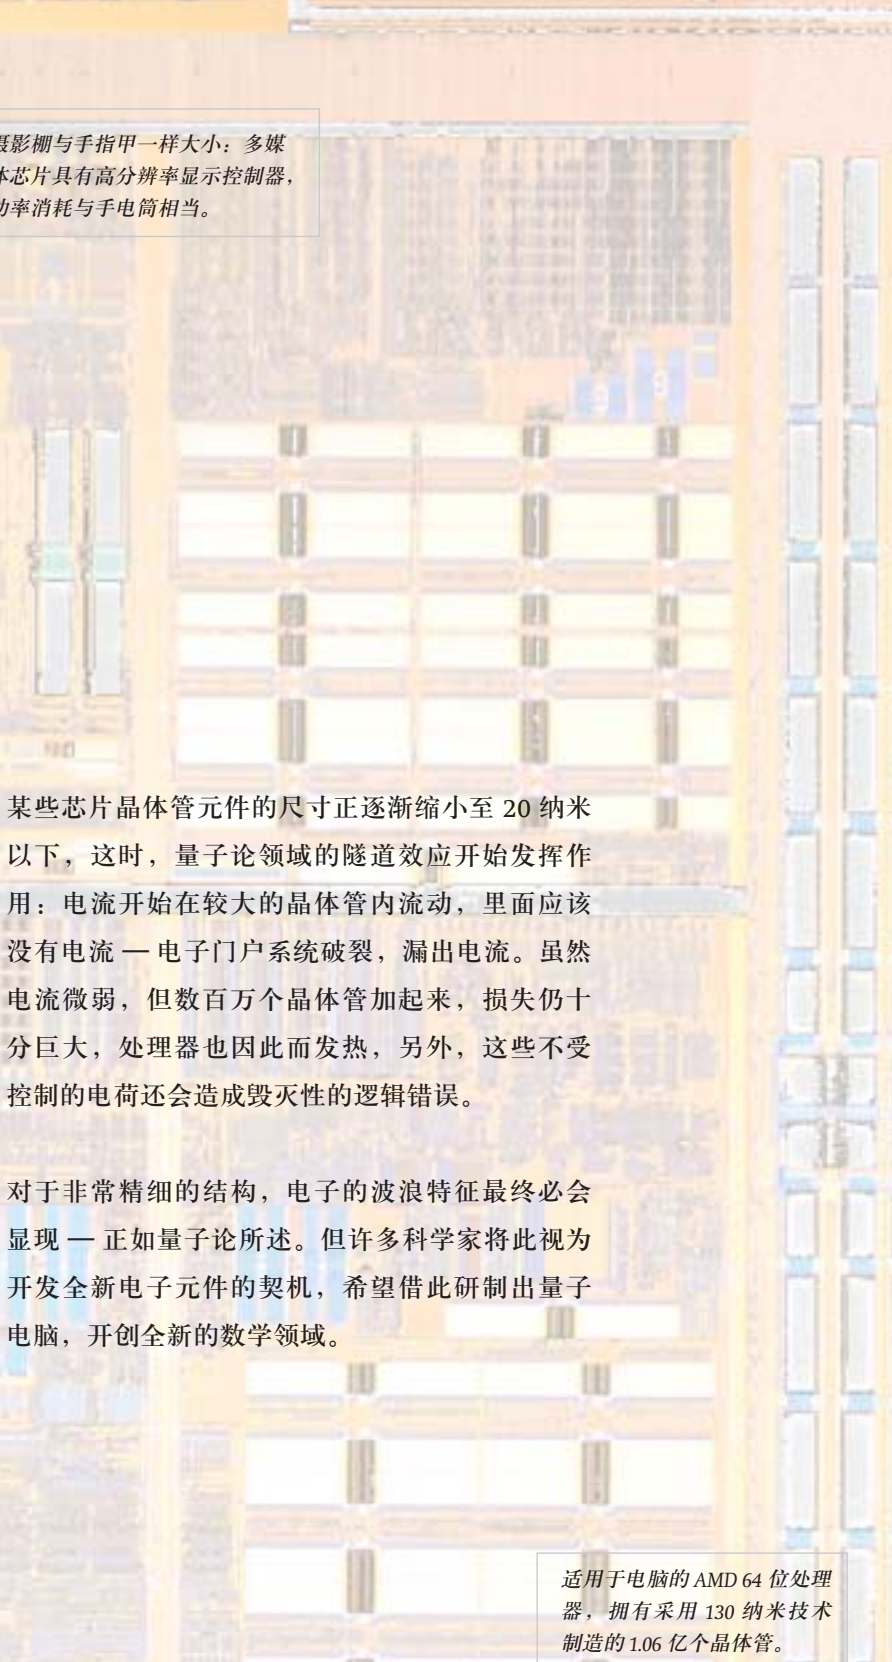 摄影棚与手指甲一样大小：多媒
体芯片具有高分辨率显示控制器，
功率消耗与手电筒相当。
某些芯片晶体管元件的尺寸正逐渐缩小至 20 纳米
以下，这时，量子论领域的隧道效应开始发挥作
用：电流开始在较大的晶体管内流动，里面应该
没有电流 — 电子门户系统破裂，漏出电流。虽然
电流微弱，但数百万个晶体管加起来，损失仍十
分巨大，处理器也因此而发热，另外，这些不受
控制的电荷还会造成毁灭性的逻辑错误。
对于非常精细的结构，电子的波浪特征最终必会
显现 — 正如量子论所述。但许多科学家将此视为
开发全新电子元件的契机，希望借此研制出量子
电脑，开创全新的数学领域。
适用于电脑的 AMD 64 位处理
器，拥有采用 130 纳米技术
制造的 1.06 亿个晶体管。